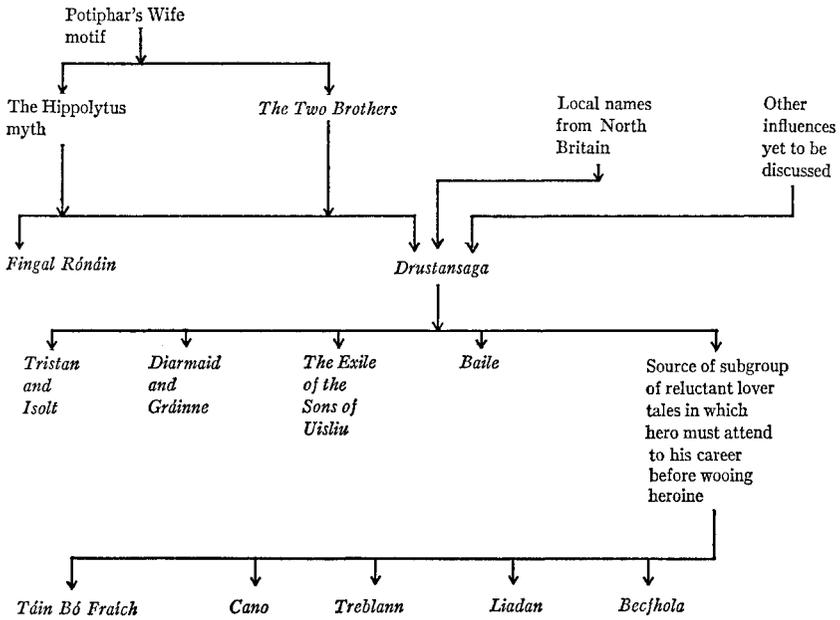 Potiphar's Wife
motif
The Hippolytus
myth
The Two Brothers
Local names
from North
Britain
Other
influences
yet to be
discussed
Fingal Rónáin
Drustansaga
Tristan
and
Isolt
Diarmaid
and
Gráinne
The Exile
of the
Sons of
Uisliu
Baile
Source of subgroup
of reluctant lover
tales in which
hero must attend
to his career
before wooing
heroine
Táin Bó Fraích
Cano
Treblann
Liadan
Becfhola